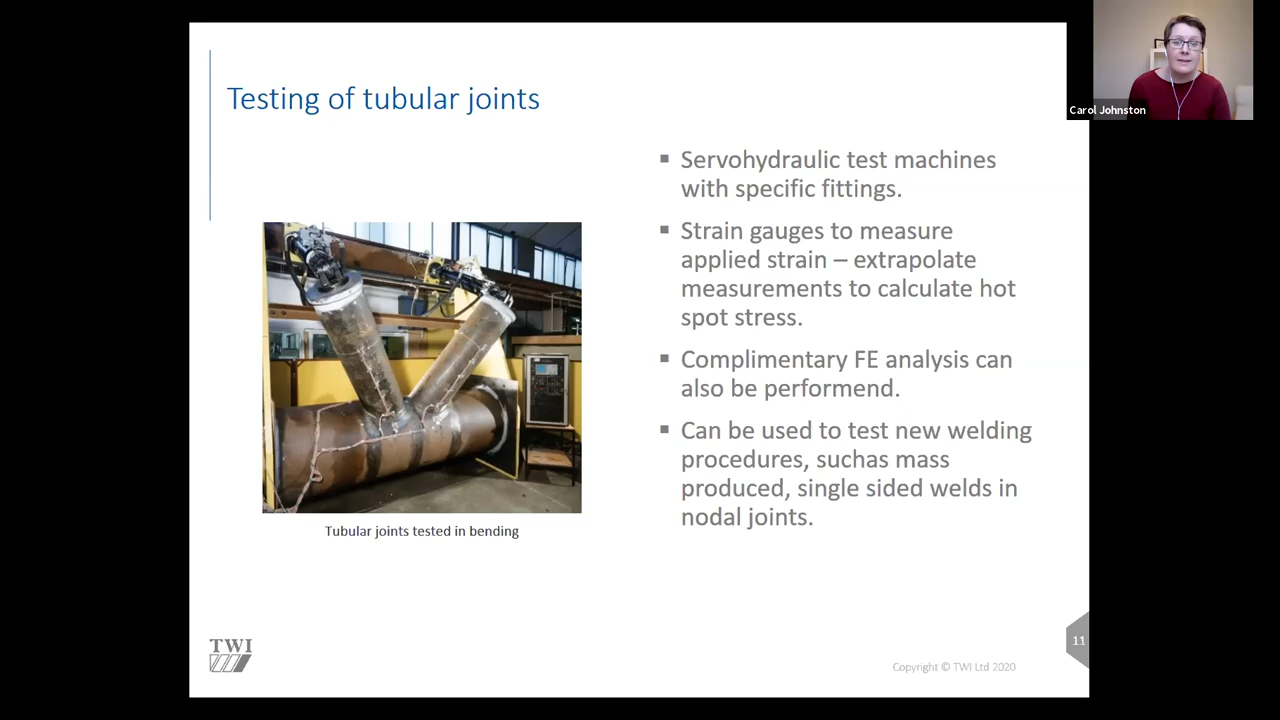 Testing of tubular joints
Carol Johnston
▪ Servohydraulic test machines
with specific fittings.
▪ Strain gauges to measure
applied strain – extrapolate
measurements to calculate hot
spot stress.
▪ Complimentary FE analysis can
also be performend.
▪ Can be used to test new welding
procedures, suchas mass
produced, single sided welds in
nodal joints.
Tubular joints tested in bending
TWI
11
Copyright © TWI Ltd 2020